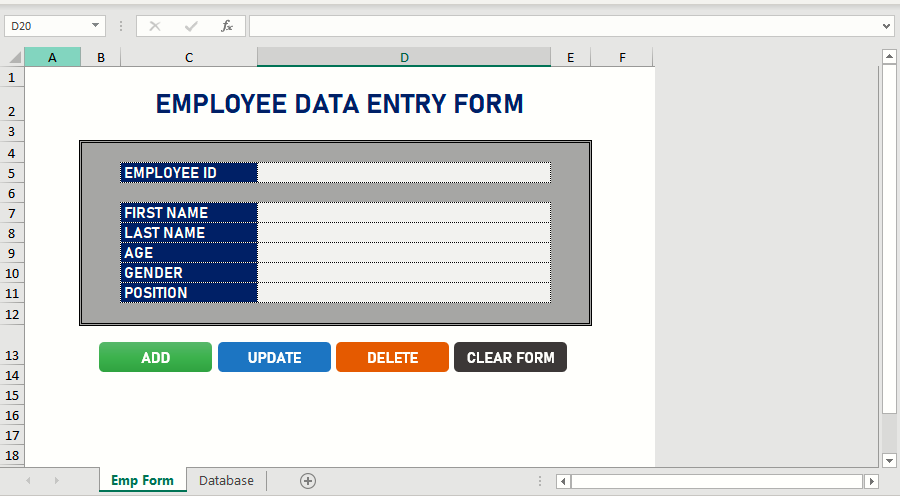 D20
fx
A B C D E F
1
2 EMPLOYEE DATA ENTRY FORM
3
4
5 EMPLOYEE ID
6
7 FIRST NAME
8 LAST NAME
9 AGE
10 GENDER
11 POSITION
12
13 ADD UPDATE DELETE CLEAR FORM
14
15
16
17
18
Emp Form Database